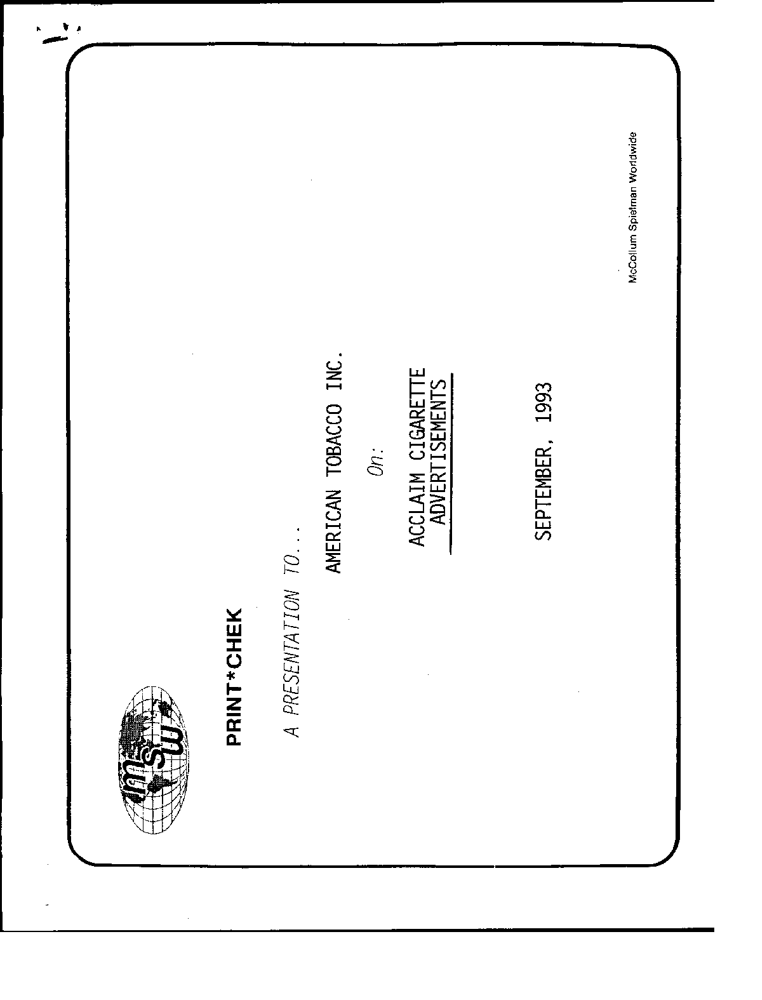 msw
PRINT*CHEK
A PRESENTATION TO...
AMERICAN TOBACCO INC.
On:
ACCLAIM CIGARETTE
ADVERTISEMENTS
SEPTEMBER, 1993
McCollum Spielman Worldwide